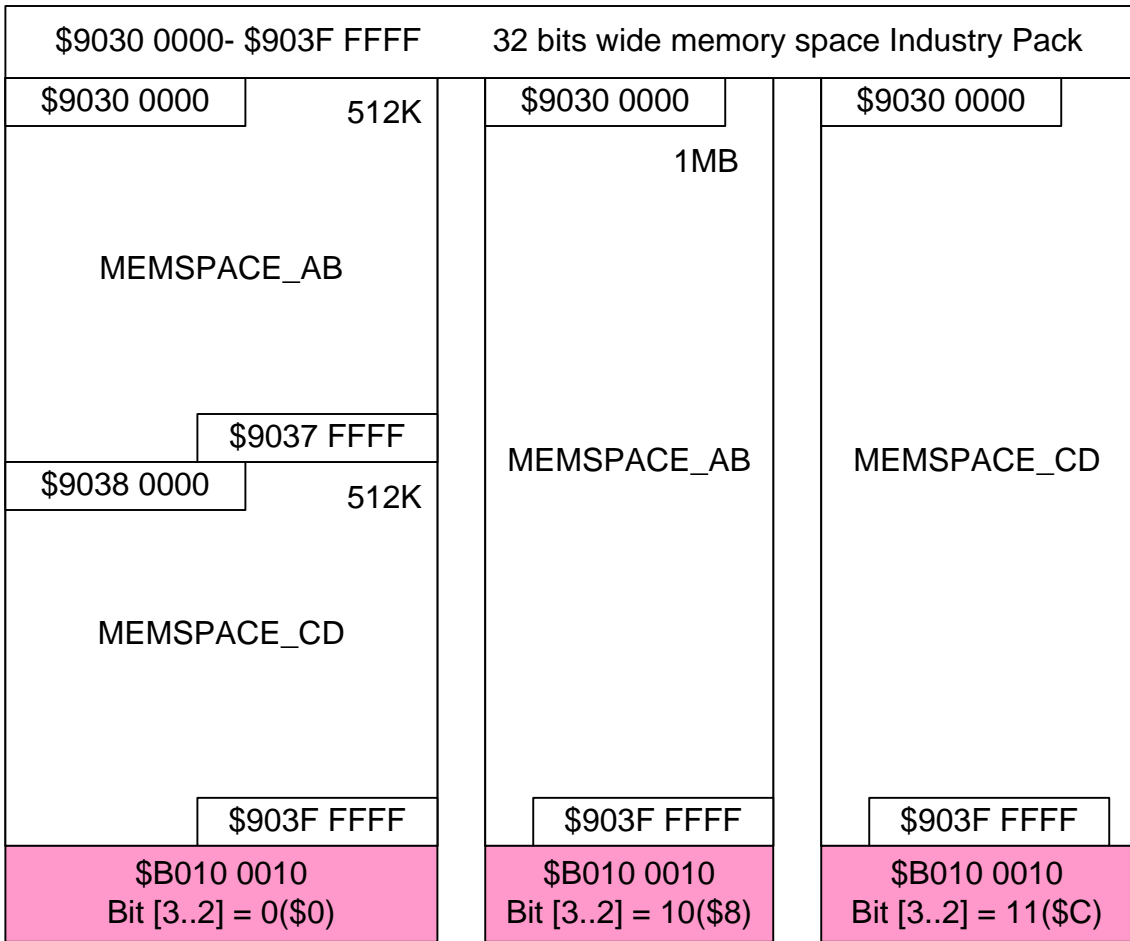 $9030 0000- $903F FFFF 32 bits wide memory space Industry Pack
$9030 0000
512K
MEMSPACE_AB
$9037 FFFF
$9038 0000
512K
MEMSPACE_CD
$903F FFFF
$B010 0010
Bit [3..2] = 0($0)
$9030 0000
1MB
MEMSPACE_AB
$903F FFFF
$B010 0010
Bit [3..2] = 10($8)
$9030 0000
MEMSPACE_CD
$903F FFFF
$B010 0010
Bit [3..2] = 11($C)